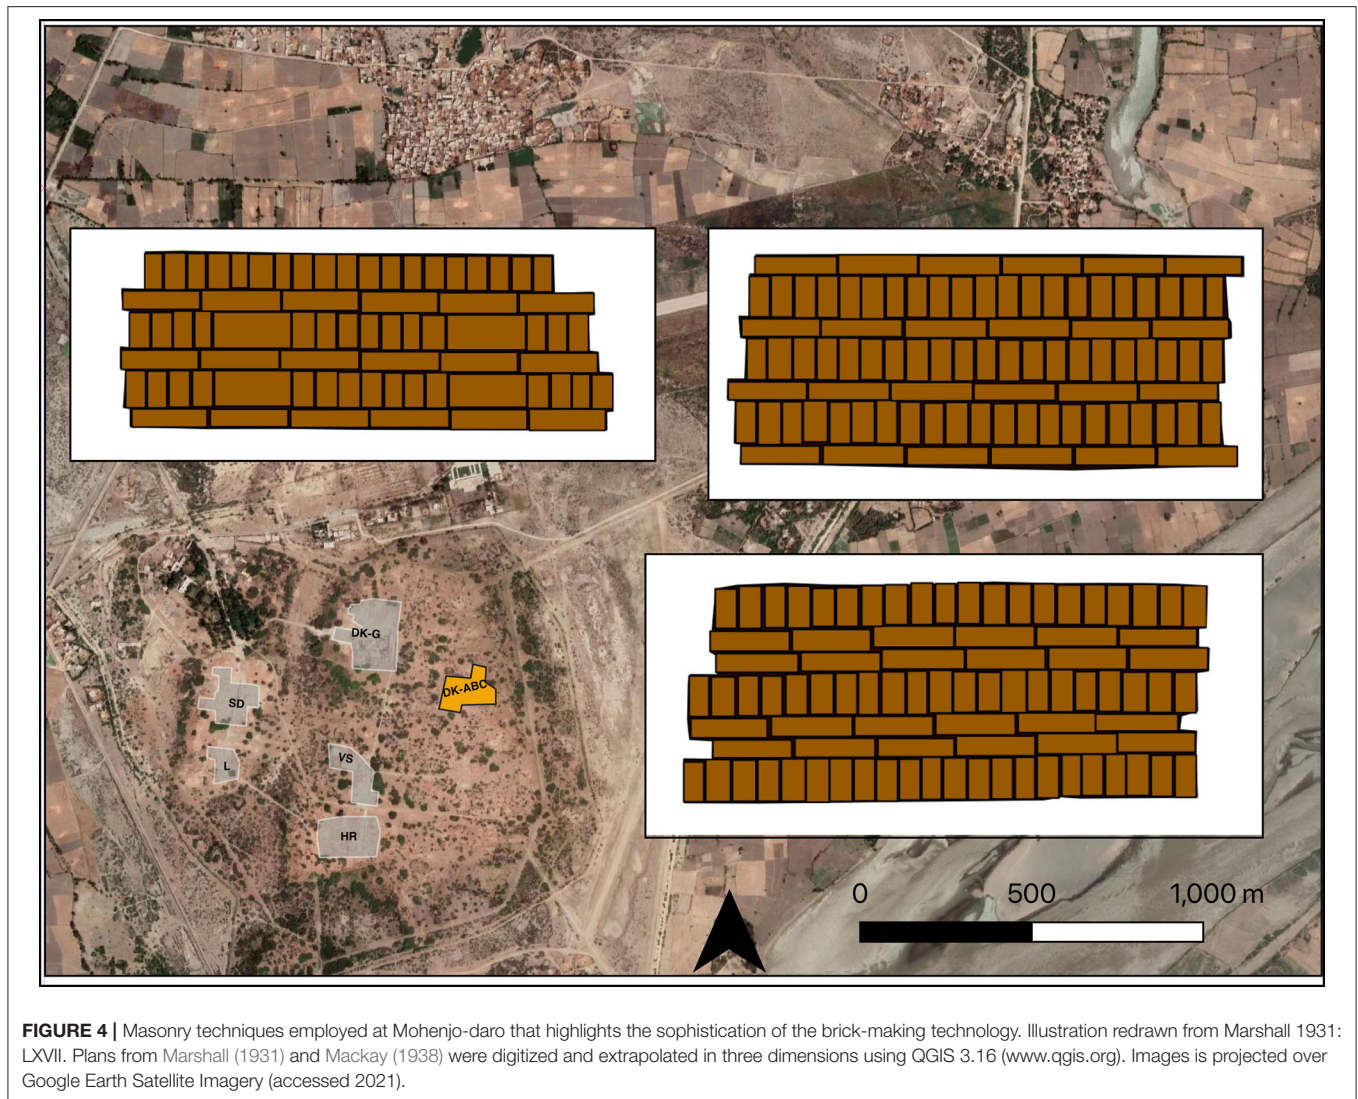 DK-G
DK-ABC
SD
L
VS
HR
0 500 1,000 m
FIGURE 4 | Masonry techniques employed at Mohenjo-daro that highlights the sophistication of the brick-making technology. Illustration redrawn from Marshall 1931:
LXVII. Plans from Marshall (1931) and Mackay (1938) were digitized and extrapolated in three dimensions using QGIS 3.16 (www.qgis.org). Images is projected over
Google Earth Satellite Imagery (accessed 2021).